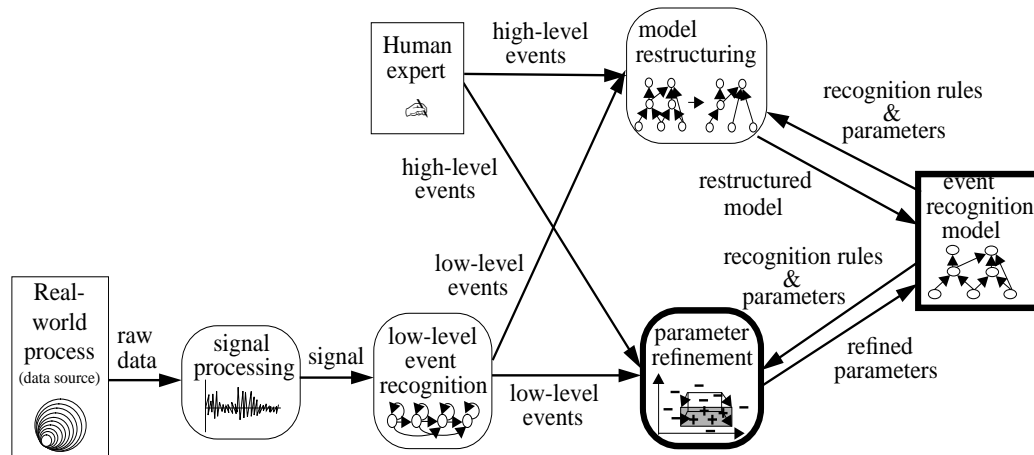 Human
expert
high-level
events
model
restructuring
recognition rules
&
parameters
high-level
events
restructured
model
event
recognition
model
low-level
events
recognition rules
&
parameters
Real-
world
process
(data source)
raw
data
signal
processing
signal
low-level
event
recognition
low-level
events
parameter
refinement
refined
parameters